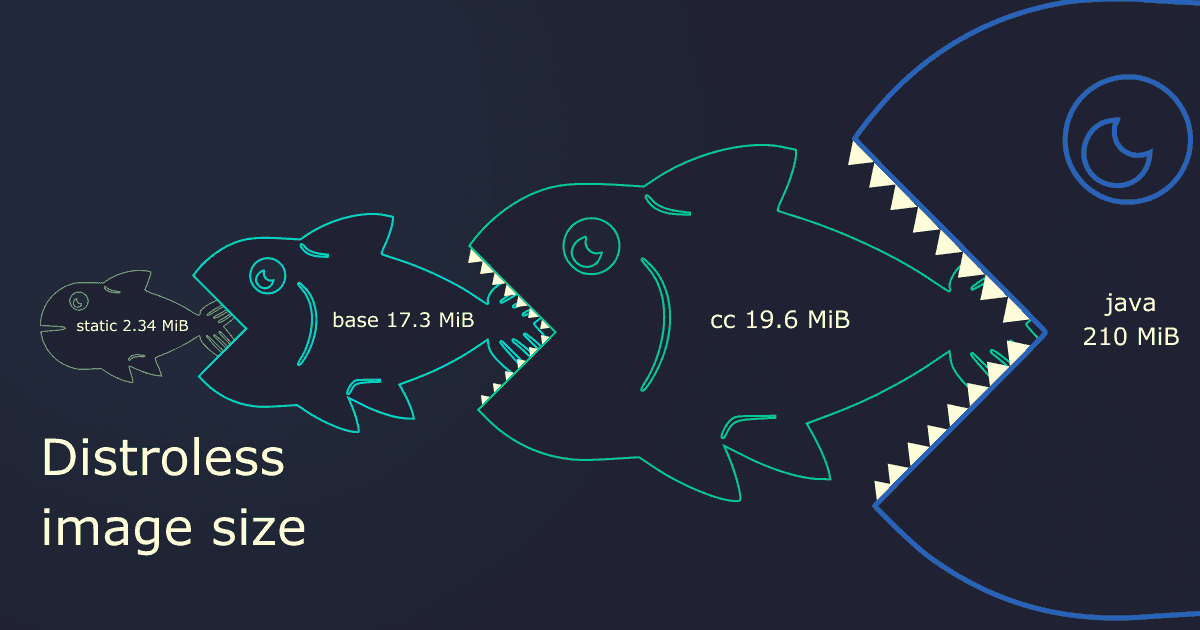 static 2.34 MiB
base 17.3 MiB
cc 19.6 MiB
java
210 MiB
Distroless
image size